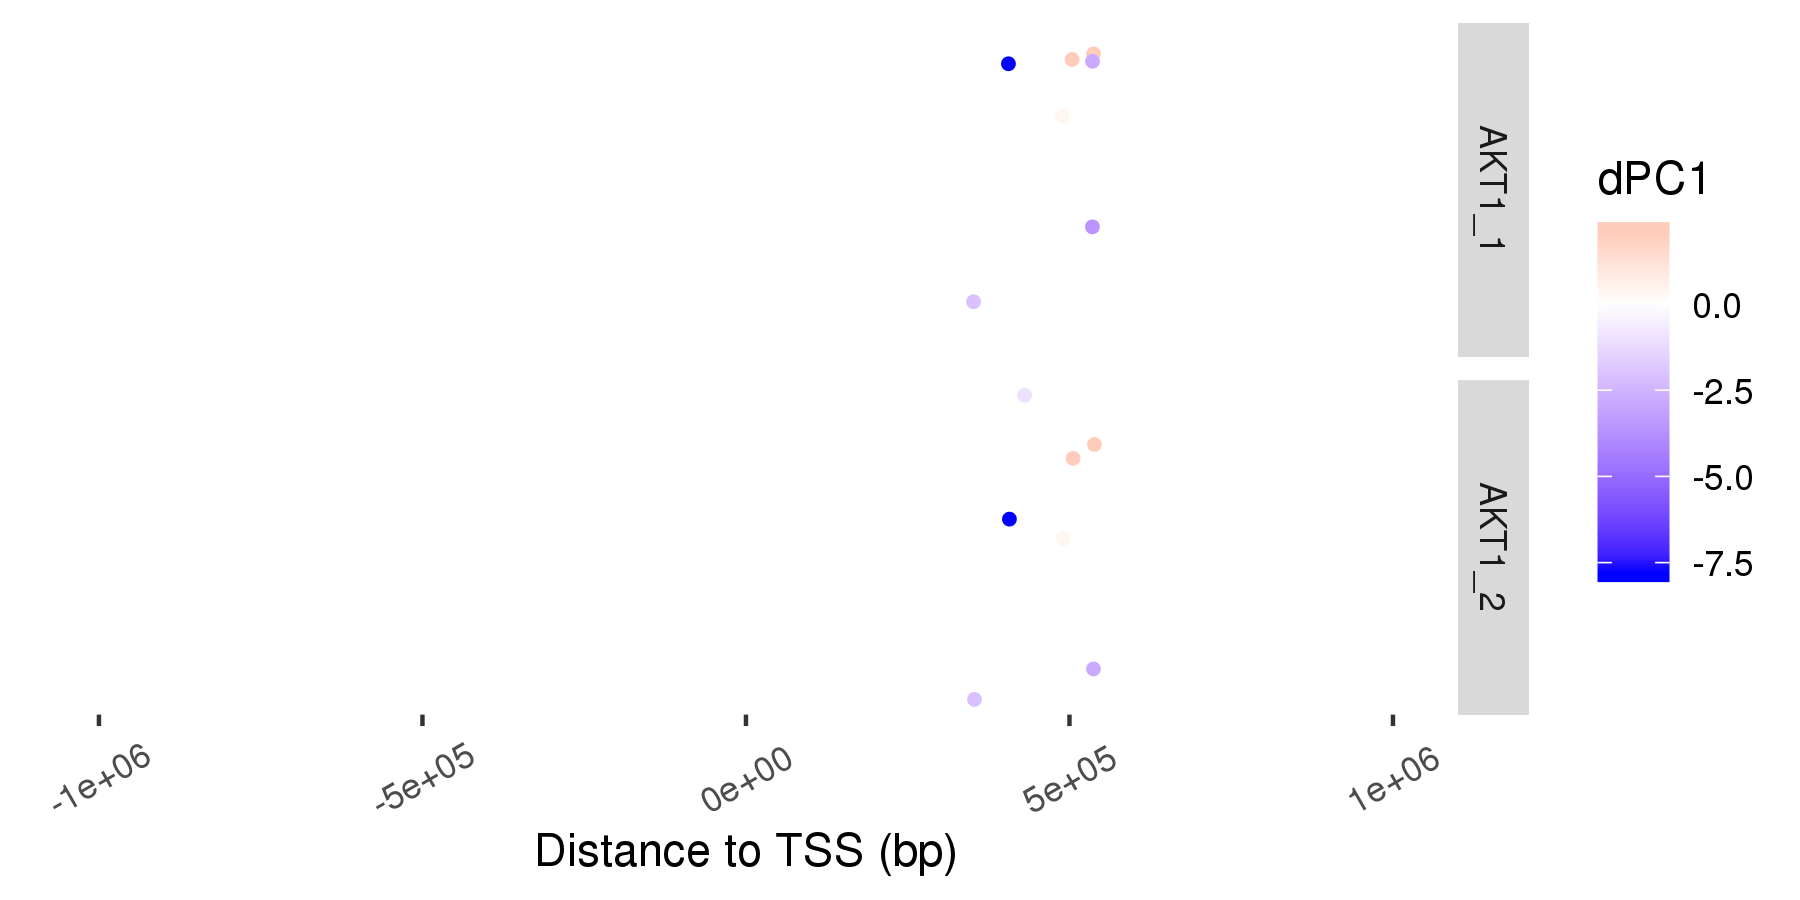 AKT1_1
AKT1_2
dPC1
0.0
-2.5
-5.0
-7.5
-1e+06
-5e+05
0e+00
5e+05
1e+06
Distance to TSS (bp)